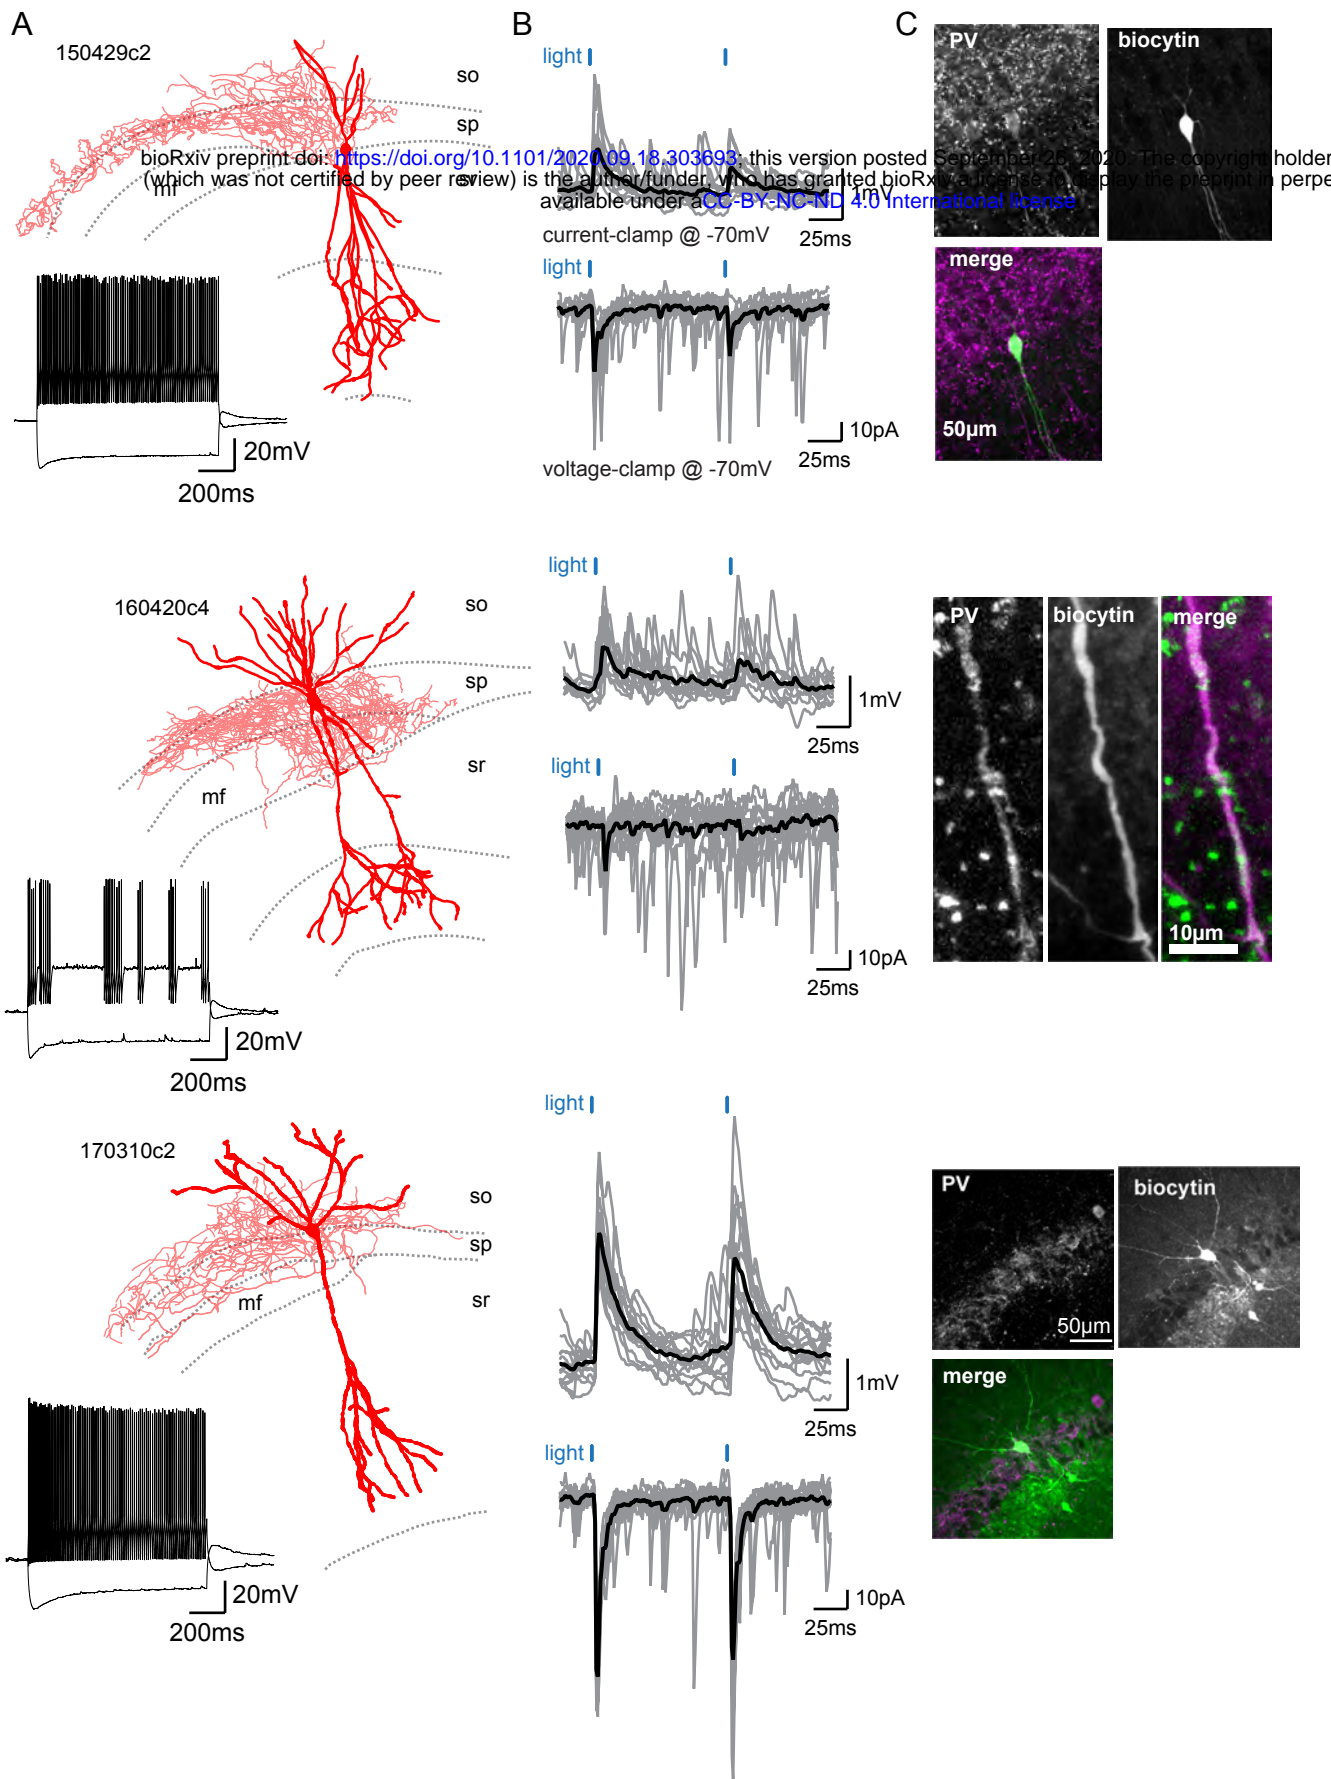 A
B
C
150429c2
so
sp
sr
mf
light
1mV
25ms
current-clamp @ -70mV
light
10pA
25ms
voltage-clamp @ -70mV
20mV
200ms
PV
biocytin
merge
50µm
bioRxiv preprint doi: https://doi.org/10.1101/2020.09.18.303693; this version posted September 18, 2020. The copyright holder
(which was not certified by peer review) is the author/funder, who has granted bioRxiv a license to display the preprint in perpe
available under aCC-BY-NC-ND 4.0 International license
160420c4
so
sp
sr
mf
light
1mV
25ms
light
10pA
25ms
20mV
200ms
PV
biocytin
merge
10µm
170310c2
so
sp
sr
mf
light
1mV
25ms
light
10pA
25ms
20mV
200ms
PV
50µm
biocytin
merge